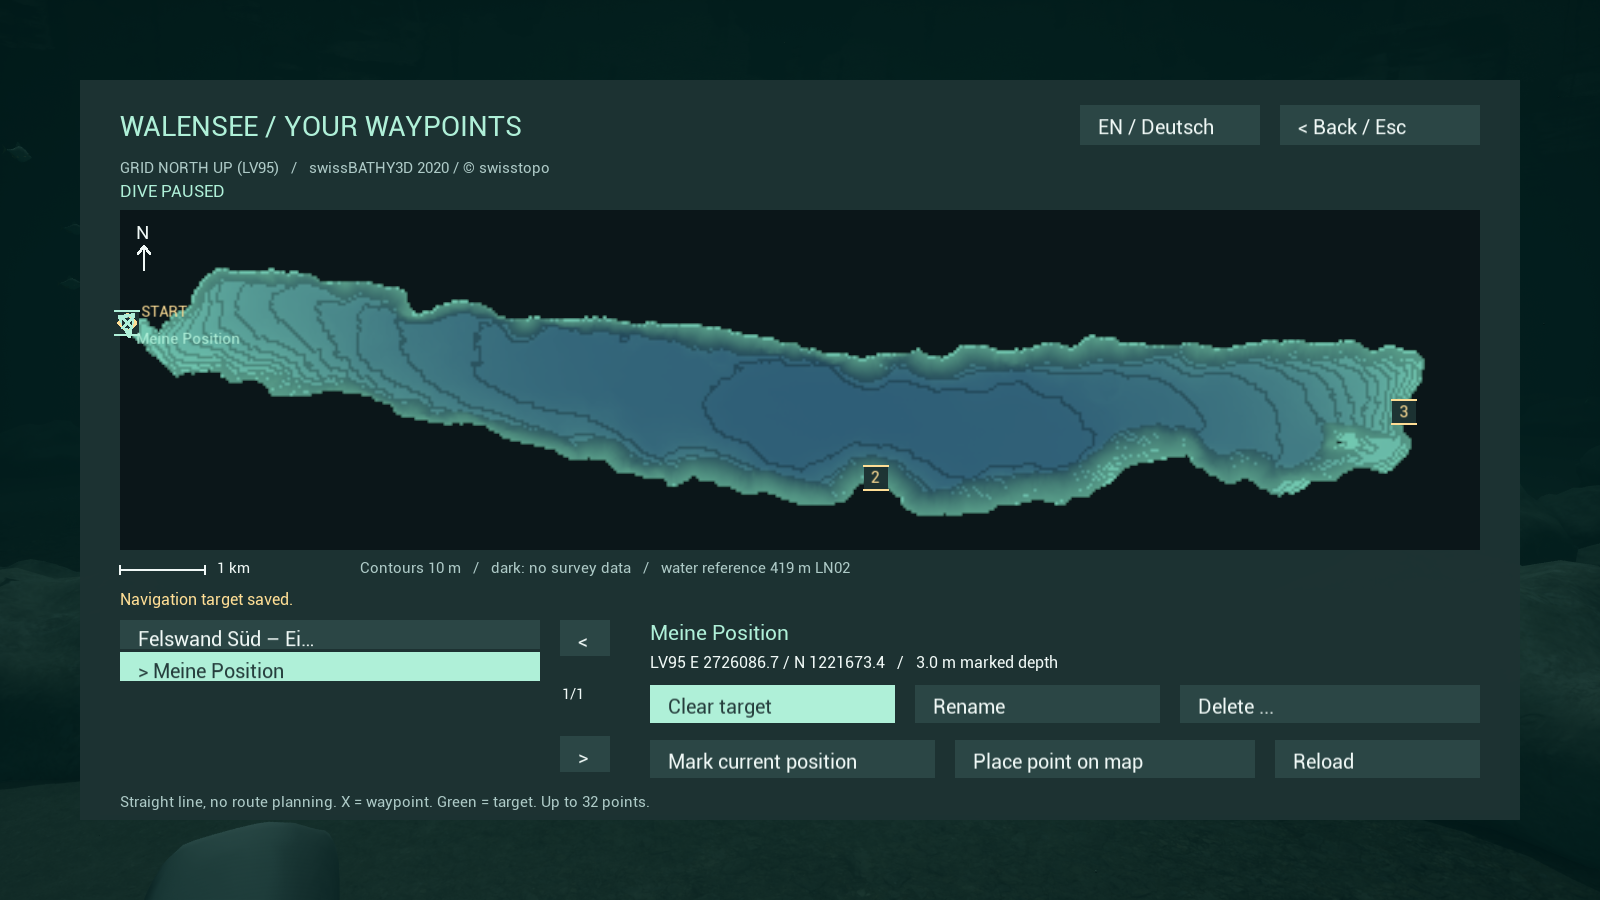 WALENSEE / YOUR WAYPOINTS
EN / Deutsch
< Back / Esc
GRID NORTH UP (LV95) / swissBATHY3D 2020 / © swisstopo
DIVE PAUSED
N
START
Meine Position
3
2
1 km
Contours 10 m / dark: no survey data / water reference 419 m LN02
Navigation target saved.
Felswand Süd – Ei...
> Meine Position
<
1/1
>
Meine Position
LV95 E 2726086.7 / N 1221673.4 / 3.0 m marked depth
Clear target
Rename
Delete ...
Mark current position
Place point on map
Reload
Straight line, no route planning. X = waypoint. Green = target. Up to 32 points.